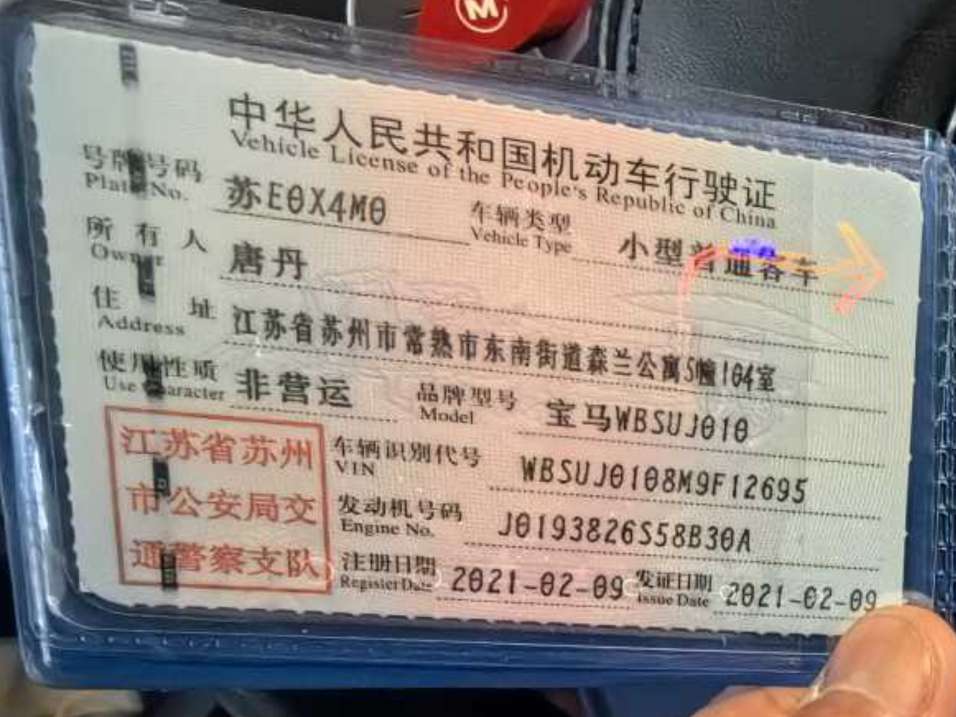 M
中华人民共和国机动车行驶证
Vehicle License of the People's Republic of China
号牌号码 苏E0X4M0 车辆类型 小型普通客车
Plate No. Vehicle Type
所有人 唐丹
Owner
住址 江苏省苏州市常熟市东南街道森兰公寓5幢104室
Address
使用性质 非营运 品牌型号 宝马WBSUJ010
Use Character Model
江苏省苏州
市公安局交
通警察支队
车辆识别代号 WBSUJ0108M9F12695
VIN
发动机号码 J0193826S58B30A
Engine No.
注册日期 2021-02-09 发证日期 2021-02-09
Register Date Issue Date